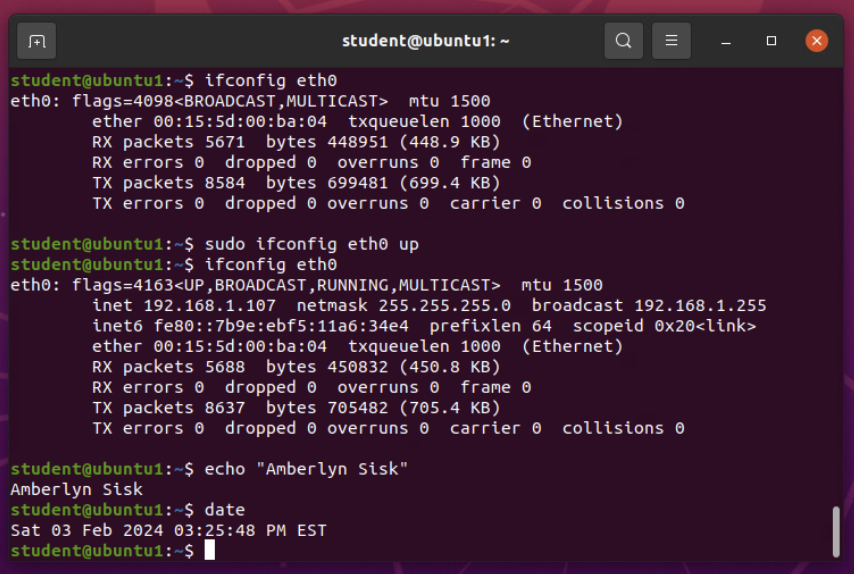 student@ubuntu1: ~
student@ubuntu1:~$ ifconfig eth0
eth0: flags=4098<BROADCAST,MULTICAST>  mtu 1500
        ether 00:15:5d:00:ba:04  txqueuelen 1000  (Ethernet)
        RX packets 5671  bytes 448951 (448.9 KB)
        RX errors 0  dropped 0  overruns 0  frame 0
        TX packets 8584  bytes 699481 (699.4 KB)
        TX errors 0  dropped 0 overruns 0  carrier 0  collisions 0
student@ubuntu1:~$ sudo ifconfig eth0 up
student@ubuntu1:~$ ifconfig eth0
eth0: flags=4163<UP,BROADCAST,RUNNING,MULTICAST>  mtu 1500
        inet 192.168.1.107  netmask 255.255.255.0  broadcast 192.168.1.255
        inet6 fe80::7b9e:ebf5:11a6:34e4  prefixlen 64  scopeid 0x20<link>
        ether 00:15:5d:00:ba:04  txqueuelen 1000  (Ethernet)
        RX packets 5688  bytes 450832 (450.8 KB)
        RX errors 0  dropped 0  overruns 0  frame 0
        TX packets 8637  bytes 705482 (705.4 KB)
        TX errors 0  dropped 0 overruns 0  carrier 0  collisions 0
student@ubuntu1:~$ echo "Amberlyn Sisk"
Amberlyn Sisk
student@ubuntu1:~$ date
Sat 03 Feb 2024 03:25:48 PM EST
student@ubuntu1:~$